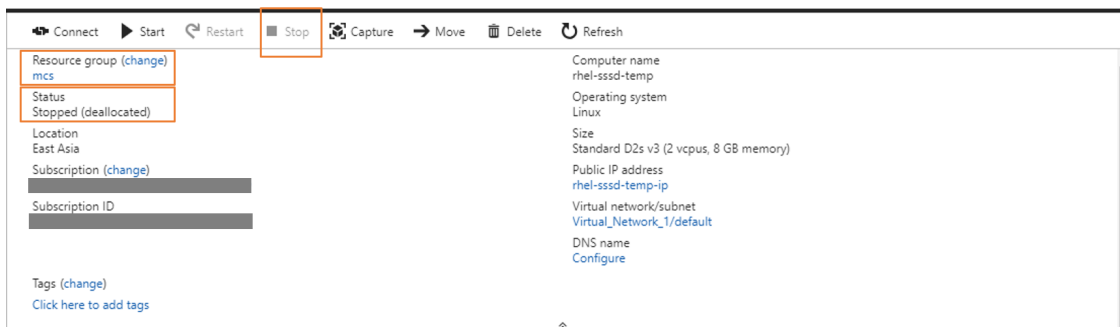 Connect Start Restart Stop Capture Move Delete Refresh
Resource group (change)
mcs
Status
Stopped (deallocated)
Location
East Asia
Subscription (change)
Subscription ID
Tags (change)
Click here to add tags
Computer name
rhel-sssd-temp
Operating system
Linux
Size
Standard D2s v3 (2 vcpus, 8 GB memory)
Public IP address
rhel-sssd-temp-ip
Virtual network/subnet
Virtual_Network_1/default
DNS name
Configure